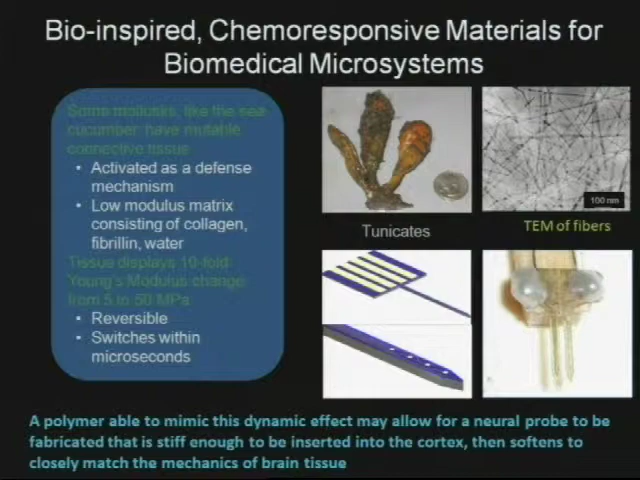 Bio-inspired, Chemoresponsive Materials for
Biomedical Microsystems
Some mollusks, like the sea
cucumber, have mutable
connective tissue
• Activated as a defense
mechanism
• Low modulus matrix
consisting of collagen,
fibrillin, water
Tissue displays 10-fold
Young's Modulus change
from 5 to 50 MPa
• Reversible
• Switches within
microseconds
Tunicates
100 nm
TEM of fibers
A polymer able to mimic this dynamic effect may allow for a neural probe to be
fabricated that is stiff enough to be inserted into the cortex, then softens to
closely match the mechanics of brain tissue